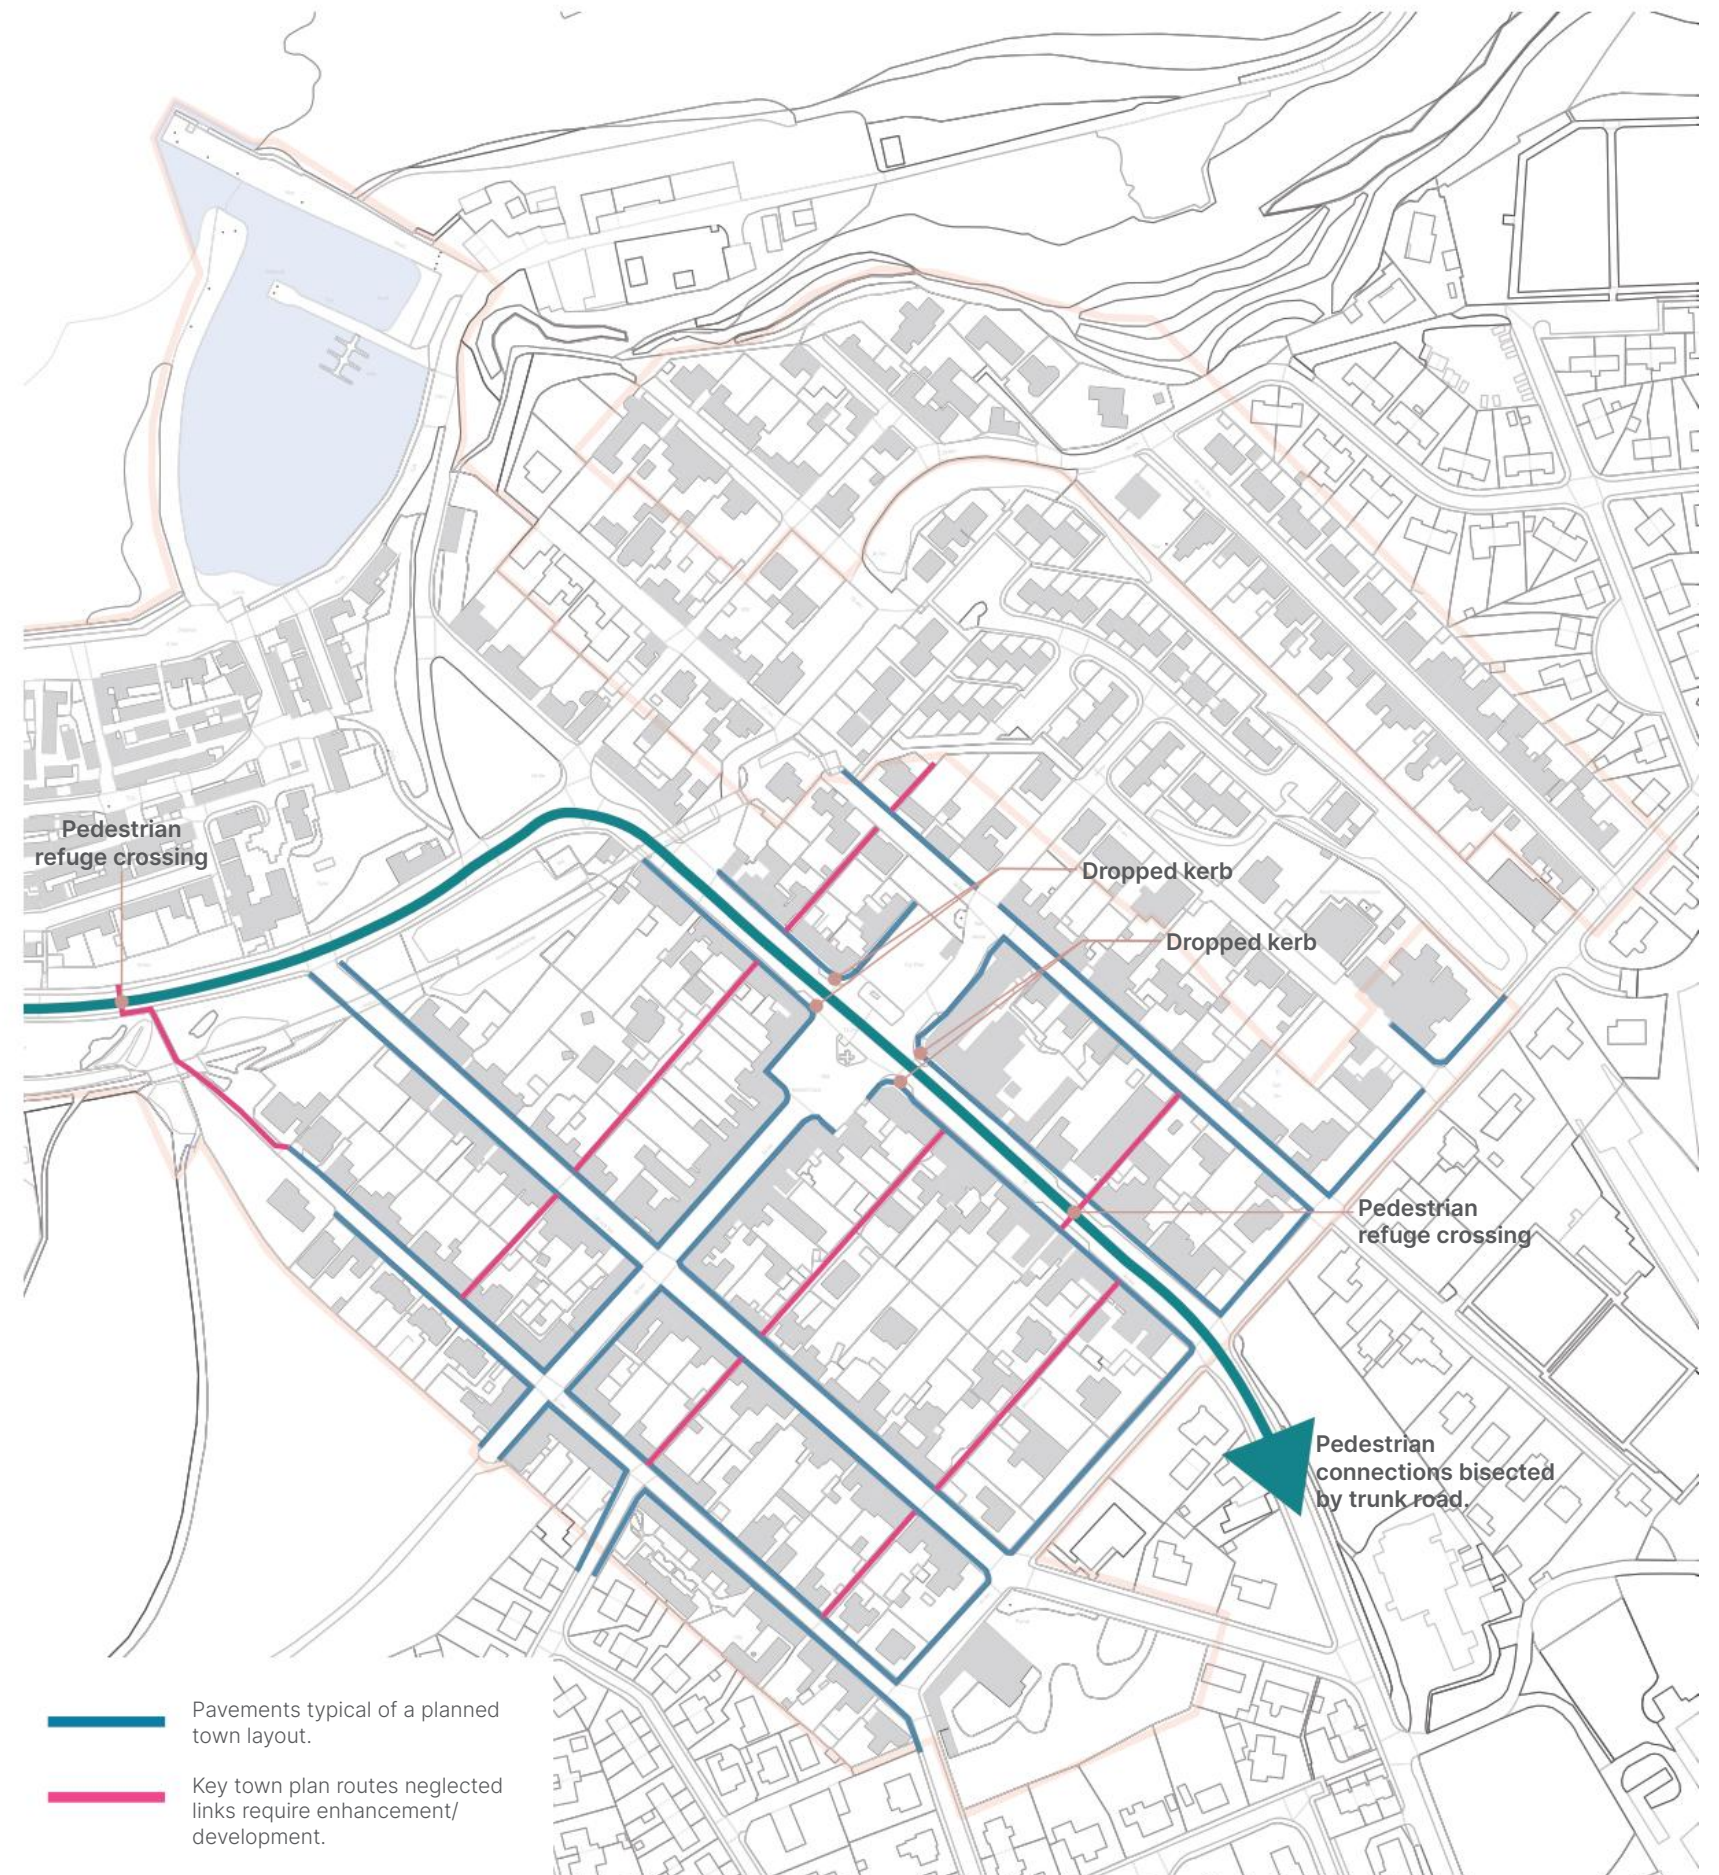 Pedestrian
refuge crossing
Dropped kerb
Dropped kerb
Pedestrian
refuge crossing
Pedestrian
connections bisected
by trunk road.
Pavements typical of a planned
town layout.
Key town plan routes neglected
links require enhancement/
development.